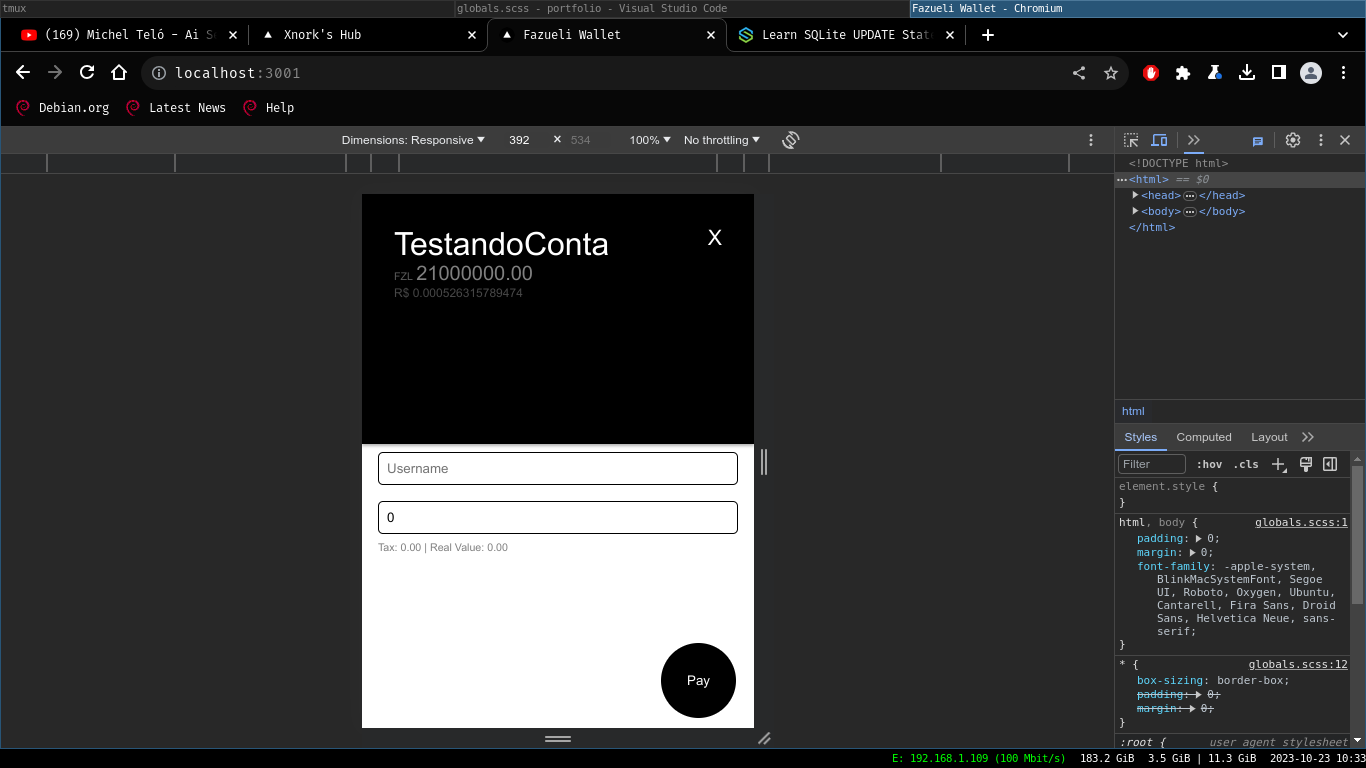 tmux
globals.scss - portfolio - Visual Studio Code
Fazueli Wallet - Chromium
(169) Michel Teló - Ai S
Xnork's Hub
Fazueli Wallet
Learn SQLite UPDATE Stat
localhost:3001
Debian.org
Latest News
Help
Dimensions: Responsive
392
×
534
100%
No throttling
<!DOCTYPE html>
<html> == $0
<head> </head>
<body> </body>
</html>
TestandoConta
X
FZL 21000000.00
R$ 0.000526315789474
html
Styles
Computed
Layout
Username
Filter
:hov
.cls
element.style {
}
0
html, body {
globals.scss:1
padding: 0;
margin: 0;
font-family: -apple-system,
BlinkMacSystemFont, Segoe
UI, Roboto, Oxygen, Ubuntu,
Cantarell, Fira Sans, Droid
Sans, Helvetica Neue, sans-
serif;
}
Tax: 0.00 | Real Value: 0.00
* {
globals.scss:12
box-sizing: border-box;
padding: 0;
margin: 0;
}
Pay
:root {
user agent stylesheet
E: 192.168.1.109 (100 Mbit/s)
183.2 GiB
3.5 GiB | 11.3 GiB
2023-10-23 10:33